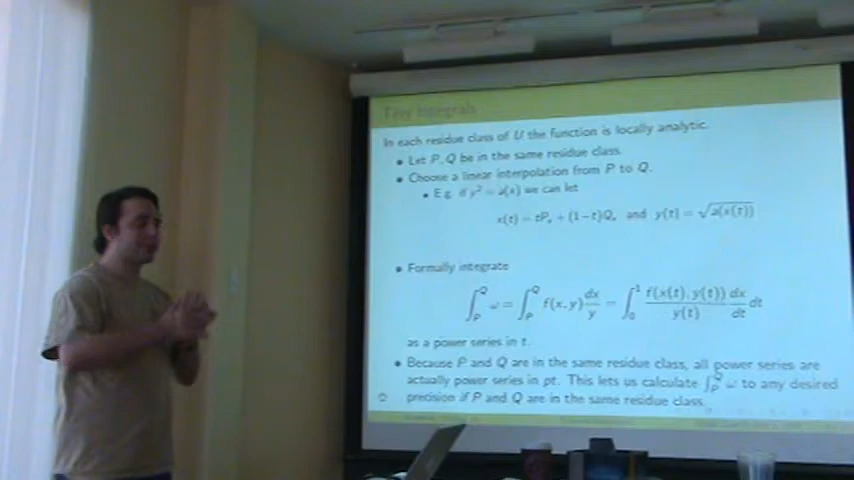 Tiny Integrals
In each residue class of U the function is locally analytic.
• Let P, Q be in the same residue class.
• Choose a linear interpolation from P to Q.
• E.g. if y² = a(x) we can let
x(t) = tPₓ + (1−t)Qₓ and y(t) = √a(x(t))
• Formally integrate
∫_P^Q ω = ∫_P^Q f(x, y) dx/y = ∫_0^1 f(x(t), y(t))/y(t) dx/dt dt
as a power series in t.
• Because P and Q are in the same residue class, all power series are
actually power series in pt. This lets us calculate ∫_P^Q ω to any desired
precision if P and Q are in the same residue class.